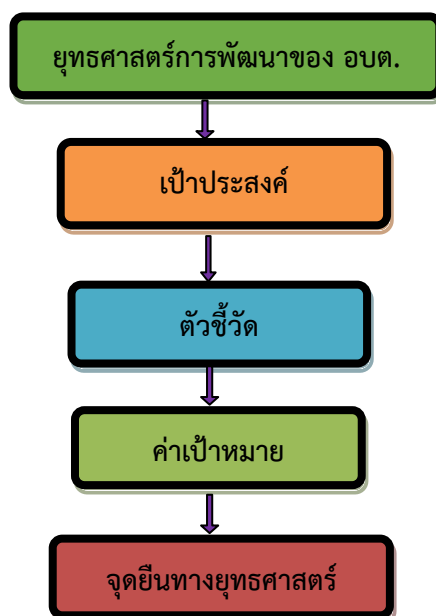 ยุทธศาสตร์การพัฒนาของ อบต.
เป้าประสงค์
ตัวชี้วัด
ค่าเป้าหมาย
จุดยืนทางยุทธศาสตร์